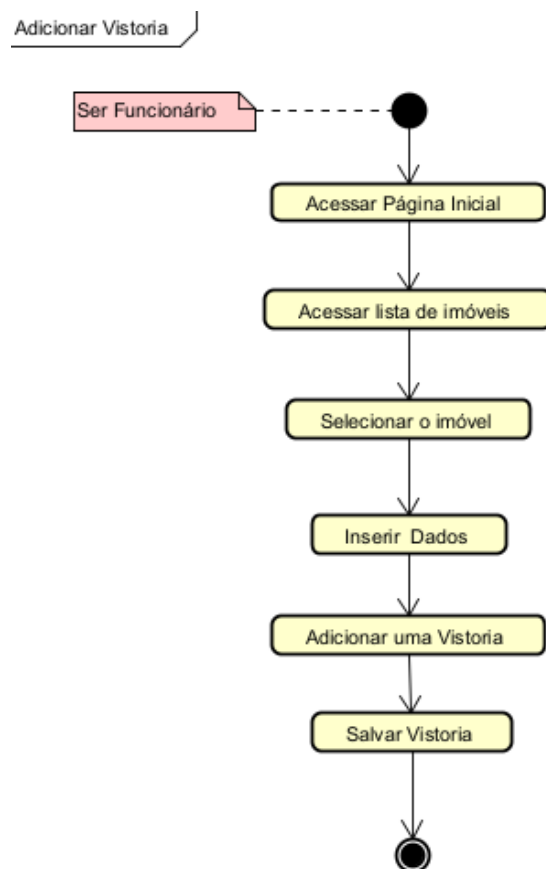 Adicionar Vistoria
Ser Funcionário
Acessar Página Inicial
Acessar lista de imóveis
Selecionar o imóvel
Inserir Dados
Adicionar uma Vistoria
Salvar Vistoria